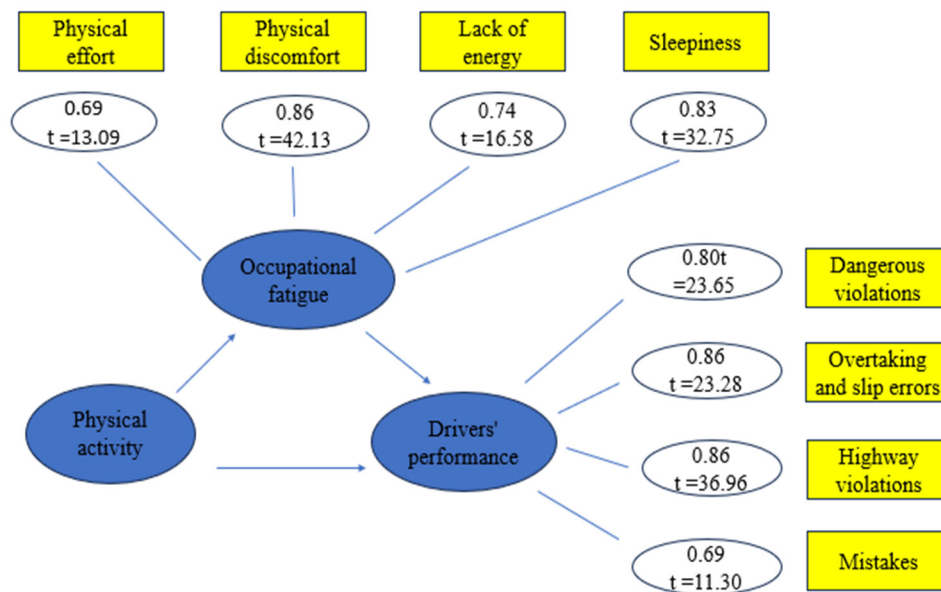 Physical
effort
Physical
discomfort
Lack of
energy
Sleepiness
0.69
t =13.09
0.86
t =42.13
0.74
t =16.58
0.83
t =32.75
Occupational
fatigue
0.80t
=23.65
Dangerous
violations
0.86
t =23.28
Overtaking
and slip errors
Physical
activity
Drivers'
performance
0.86
t =36.96
Highway
violations
0.69
t =11.30
Mistakes